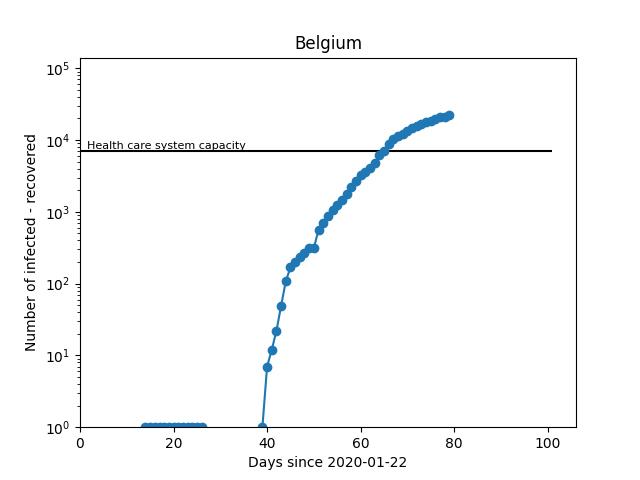 Belgium
Number of infected - recovered
10^5
10^4
10^3
10^2
10^1
10^0
Health care system capacity
0 20 40 60 80 100
Days since 2020-01-22